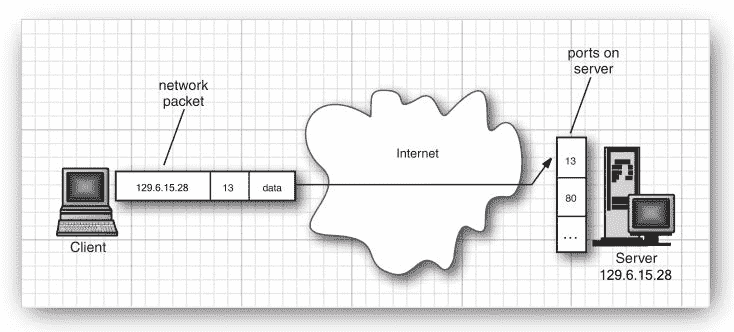 ports on
server
network
packet
Internet
129.6.15.28
13
data
13
80
...
Client
Server
129.6.15.28